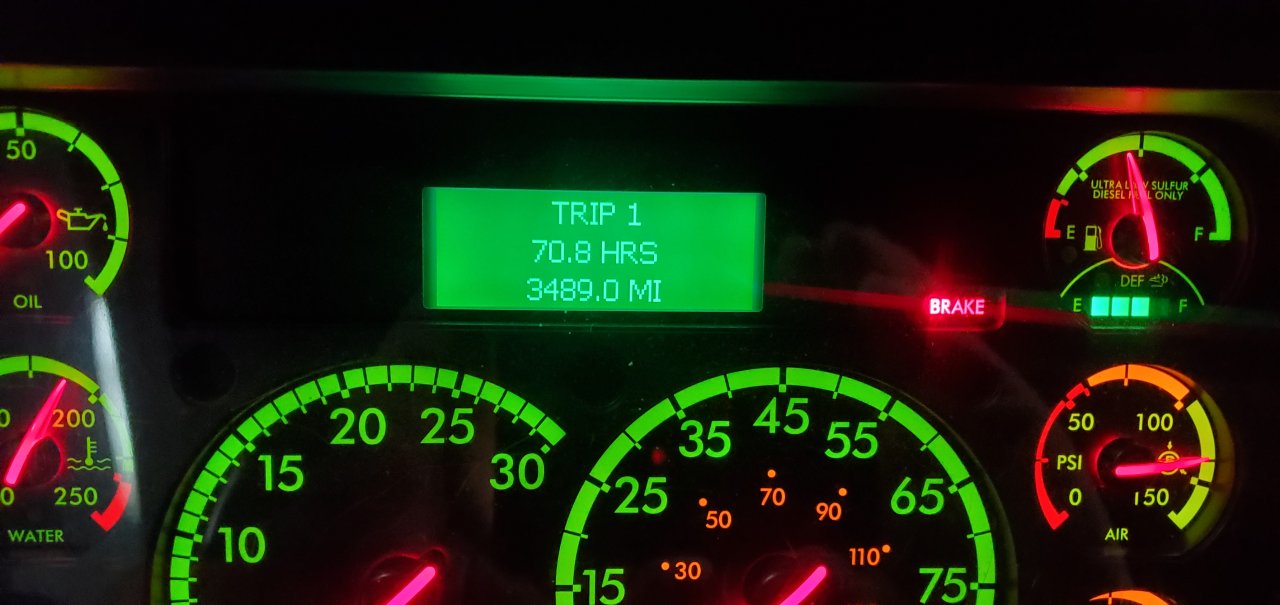 50
100
OIL
TRIP 1
70.8 HRS
3489.0 MI
BRAKE
ULTRA LOW SULFUR
DIESEL FUEL ONLY
E F
DEF
E F
200
250
WATER
10
15
20
25
30
15
25
35
45
55
65
75
30
50
70
90
110
50 100
PSI
0 150
AIR